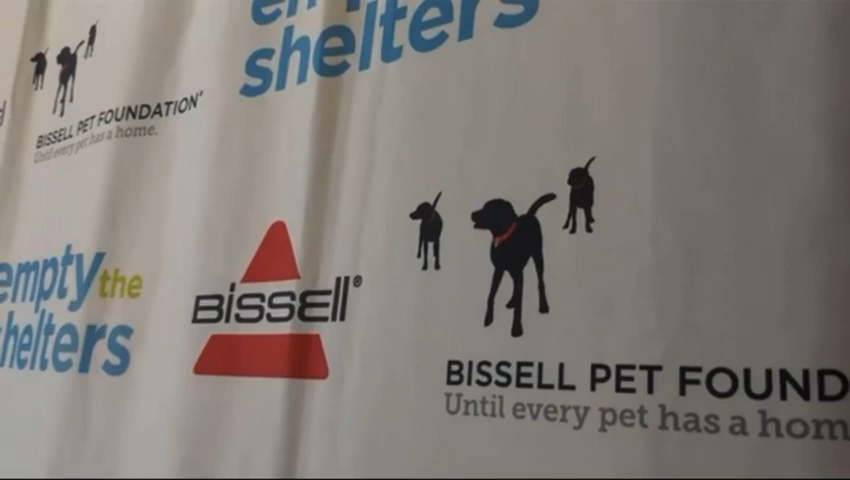 shelters
BISSELL PET FOUNDATION®
Until every pet has a home.
empty the
helters
BISSELL®
BISSELL PET FOUND
Until every pet has a hom